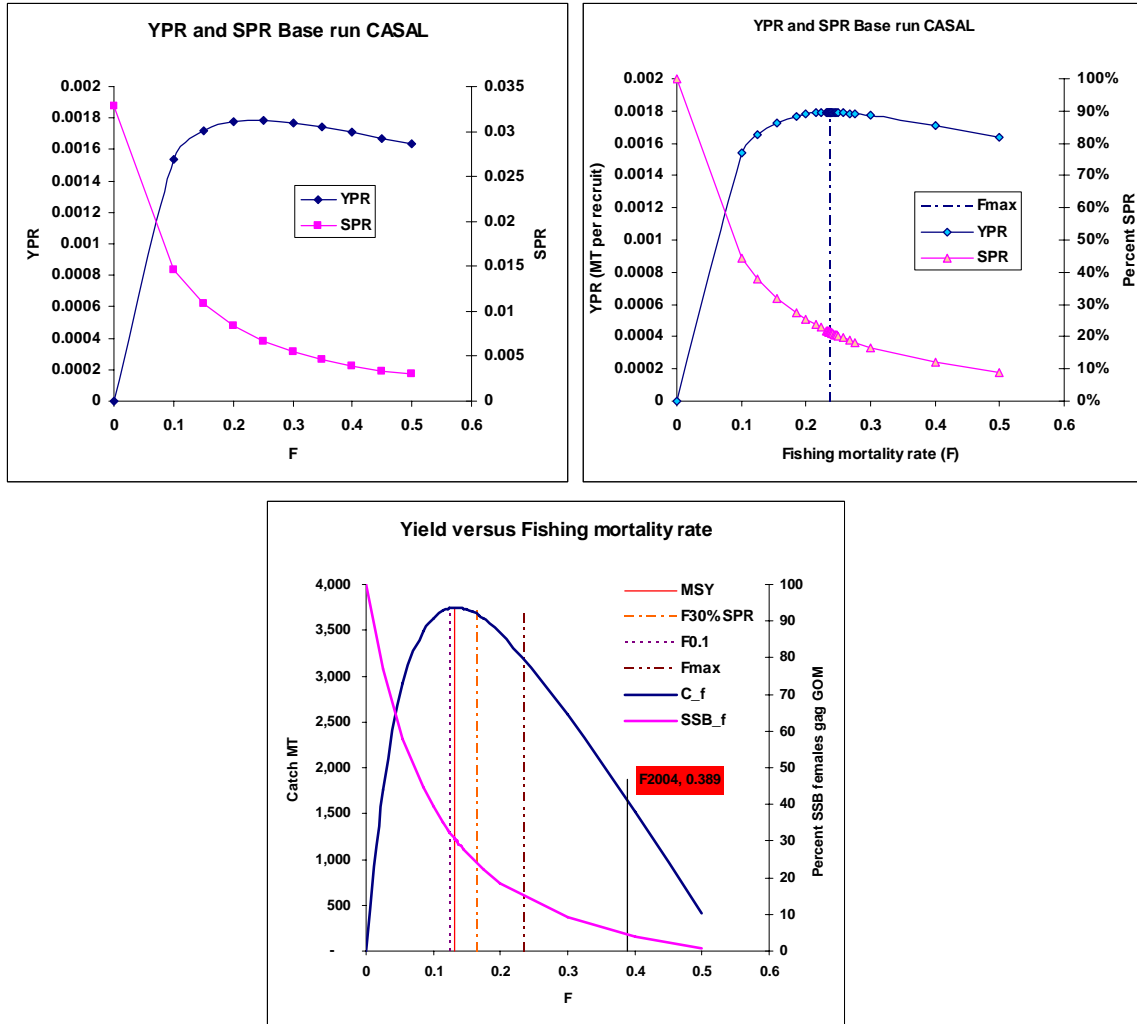 YPR and SPR Base run CASAL
0.002
0.0018
0.0016
0.0014
0.0012
0.001
0.0008
0.0006
0.0004
0.0002
0
YPR
0.035
0.03
0.025
0.02
0.015
0.01
0.005
0
SPR
YPR
SPR
0 0.1 0.2 0.3 0.4 0.5 0.6
F
YPR and SPR Base run CASAL
0.002
0.0018
0.0016
0.0014
0.0012
0.001
0.0008
0.0006
0.0004
0.0002
0
YPR (MT per recruit)
100%
90%
80%
70%
60%
50%
40%
30%
20%
10%
0%
Percent SPR
Fmax
YPR
SPR
0 0.1 0.2 0.3 0.4 0.5 0.6
Fishing mortality rate (F)
Yield versus Fishing mortality rate
4,000
3,500
3,000
2,500
2,000
1,500
1,000
500
-
Catch MT
100
90
80
70
60
50
40
30
20
10
0
Percent SSB females gag GOM
MSY
F30%SPR
F0.1
Fmax
C_f
SSB_f
F2004, 0.389
0 0.1 0.2 0.3 0.4 0.5 0.6
F